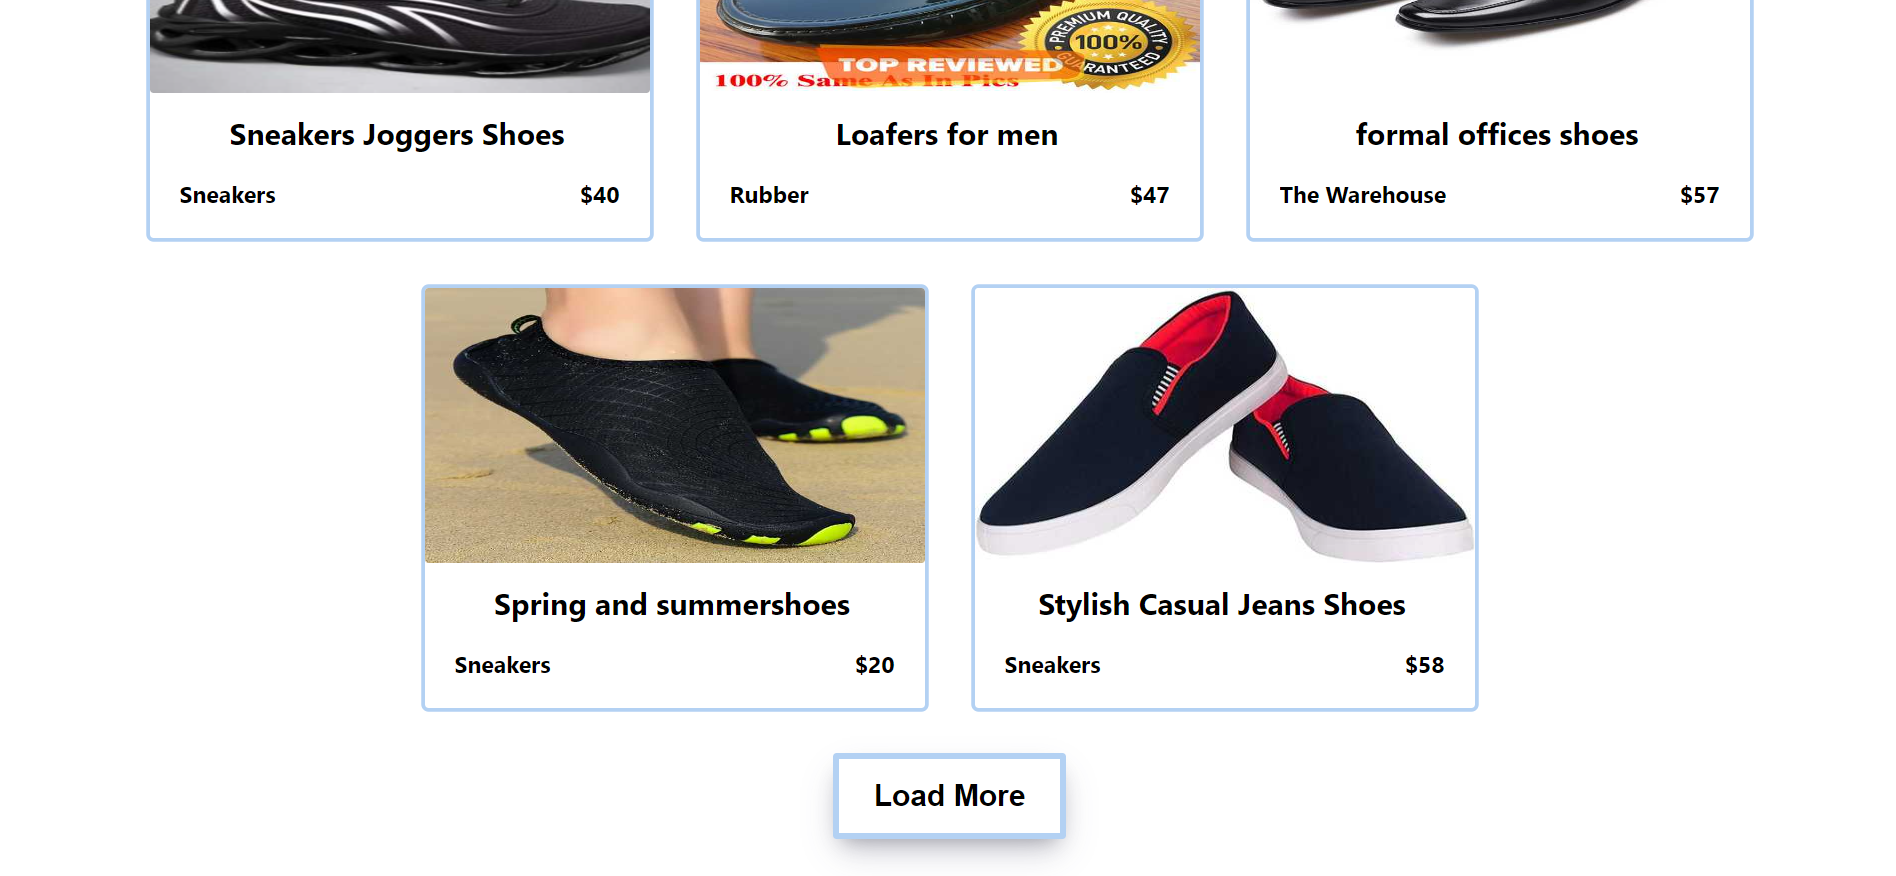 PREMIUM QUALITY
100%
GUARANTEED
TOP REVIEWED
100% Same As In Pics
Sneakers Joggers Shoes
Loafers for men
formal offices shoes
Sneakers
$40
Rubber
$47
The Warehouse
$57
Spring and summershoes
Stylish Casual Jeans Shoes
Sneakers
$20
Sneakers
$58
Load More